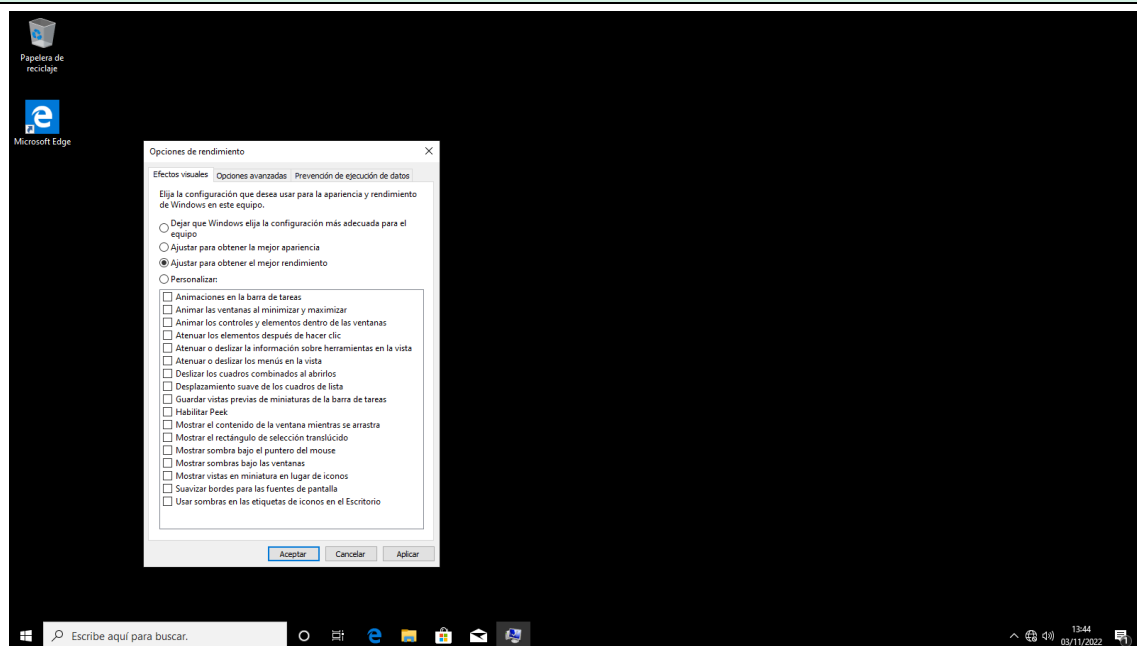 Papelera de
reciclaje
Microsoft Edge
Opciones de rendimiento
Efectos visuales Opciones avanzadas Prevención de ejecución de datos
Elija la configuración que desea usar para la apariencia y rendimiento
de Windows en este equipo.
Dejar que Windows elija la configuración más adecuada para el
equipo
Ajustar para obtener la mejor apariencia
Ajustar para obtener el mejor rendimiento
Personalizar:
Animaciones en la barra de tareas
Animar las ventanas al minimizar y maximizar
Animar los controles y elementos dentro de las ventanas
Atenuar los elementos después de hacer clic
Atenuar o deslizar la información sobre herramientas en la vista
Atenuar o deslizar los menús en la vista
Deslizar los cuadros combinados al abrirlos
Desplazamiento suave de los cuadros de lista
Guardar vistas previas de miniaturas de la barra de tareas
Habilitar Peek
Mostrar el contenido de la ventana mientras se arrastra
Mostrar el rectángulo de selección translúcido
Mostrar sombra bajo el puntero del mouse
Mostrar sombras bajo las ventanas
Mostrar vistas en miniatura en lugar de iconos
Suavizar bordes para las fuentes de pantalla
Usar sombras en las etiquetas de iconos en el Escritorio
Aceptar Cancelar Aplicar
Escribe aquí para buscar.
13:44
03/11/2022
1